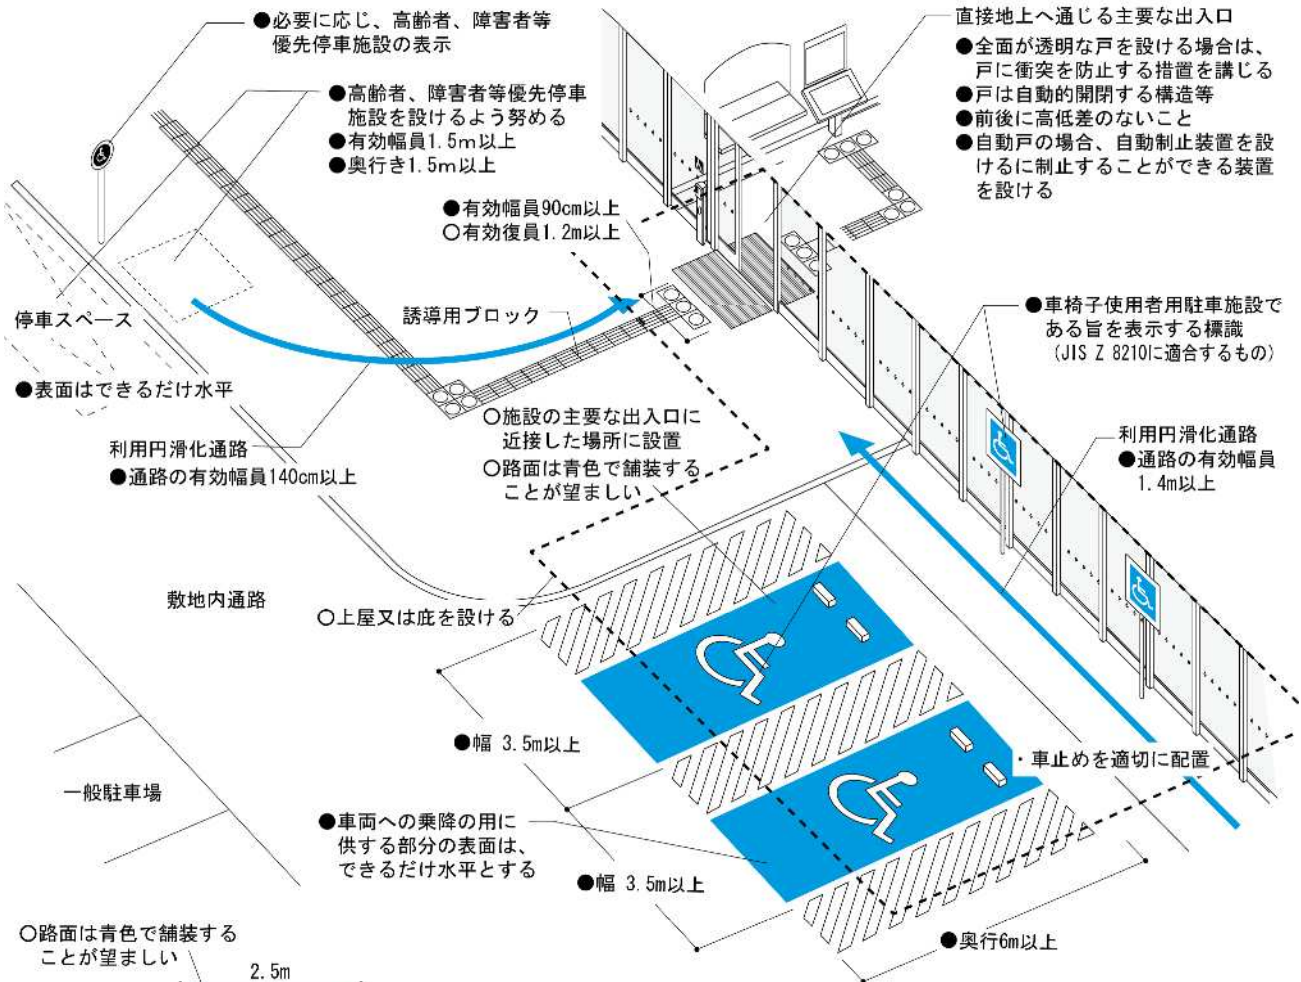 ●必要に応じ、高齢者、障害者等
優先停車施設の表示
●高齢者、障害者等優先停車
施設を設けるよう努める
●有効幅員1.5m以上
●奥行き1.5m以上
●有効幅員90cm以上
○有効復員1.2m以上
直接地上へ通じる主要な出入口
●全面が透明な戸を設ける場合は、
戸に衝突を防止する措置を講じる
●戸は自動的開閉する構造等
●前後に高低差のないこと
●自動戸の場合、自動制止装置を設
けるに制止することができる装置
を設ける
停車スペース
誘導用ブロック
●車椅子使用者用駐車施設で
ある旨を表示する標識
(JIS Z 8210に適合するもの)
●表面はできるだけ水平
利用円滑化通路
●通路の有効幅員140cm以上
○施設の主要な出入口に
近接した場所に設置
○路面は青色で舗装する
ことが望ましい
利用円滑化通路
●通路の有効幅員
1.4m以上
敷地内通路
○上屋又は庇を設ける
●幅 3.5m以上
・車止めを適切に配置
一般駐車場
●車両への乗降の用に
供する部分の表面は、
できるだけ水平とする
●幅 3.5m以上
●奥行6m以上
○路面は青色で舗装する
ことが望ましい
2.5m